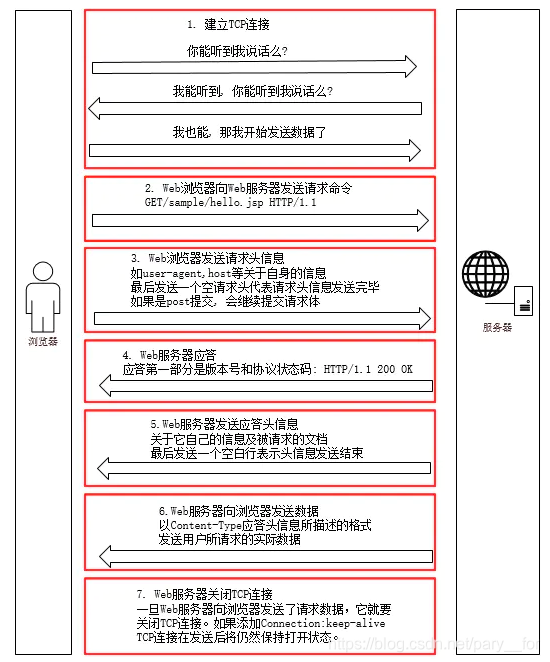 1. 建立TCP连接
你能听到我说话么?
我能听到, 你能听到我说话么?
我也能, 那我开始发送数据了
2. Web浏览器向Web服务器发送请求命令
GET/sample/hello.jsp HTTP/1.1
3. Web浏览器发送请求头信息
如user-agent,host等关于自身的信息
最后发送一个空请求头代表请求头信息发送完毕
如果是post提交, 会继续提交请求体
浏览器
服务器
4. Web服务器应答
应答第一部分是版本号和协议状态码: HTTP/1.1 200 OK
5.Web服务器发送应答头信息
关于它自己的信息及被请求的文档
最后发送一个空白行表示头信息发送结束
6.Web服务器向浏览器发送数据
以Content-Type应答头信息所描述的格式
发送用户所请求的实际数据
7. Web服务器关闭TCP连接
一旦Web服务器向浏览器发送了请求数据, 它就要
关闭TCP连接。如果添加Connection:keep-alive
TCP连接在发送后将仍然保持打开状态。
https://blog.csdn.net/pary__for